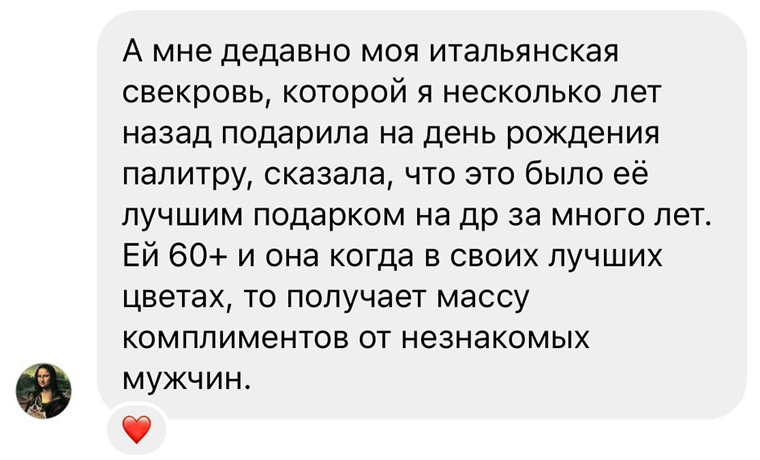 А мне дедавно моя итальянская
свекровь, которой я несколько лет
назад подарила на день рождения
палитру, сказала, что это было её
лучшим подарком на др за много лет.
Ей 60+ и она когда в своих лучших
цветах, то получает массу
комплиментов от незнакомых
мужчин.